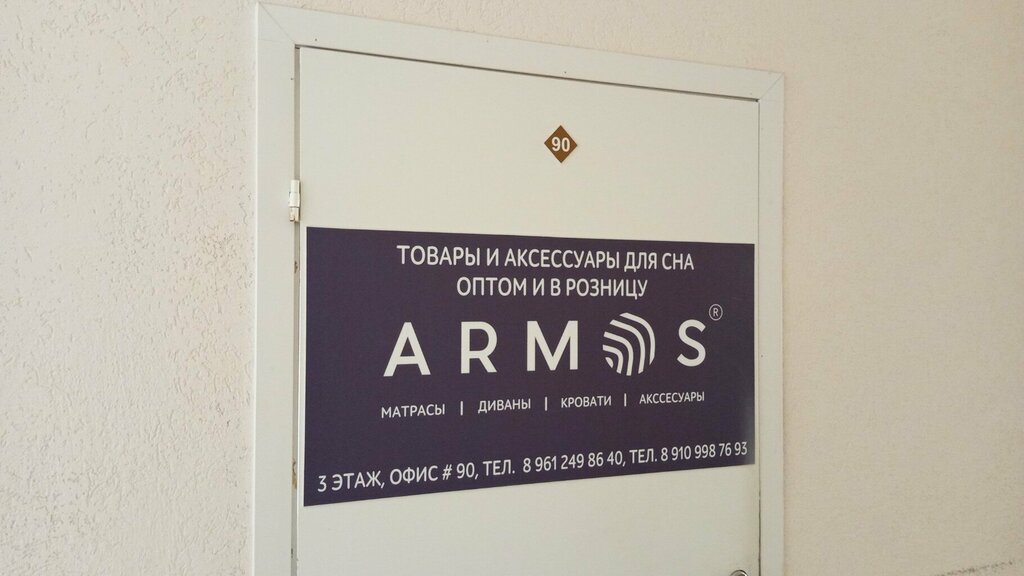 90
ТОВАРЫ И АКСЕССУАРЫ ДЛЯ СНА
ОПТОМ И В РОЗНИЦУ
ARMOS®
МАТРАСЫ | ДИВАНЫ | КРОВАТИ | АКССЕСУАРЫ
3 ЭТАЖ, ОФИС # 90, ТЕЛ. 8 961 249 86 40, ТЕЛ. 8 910 998 76 93